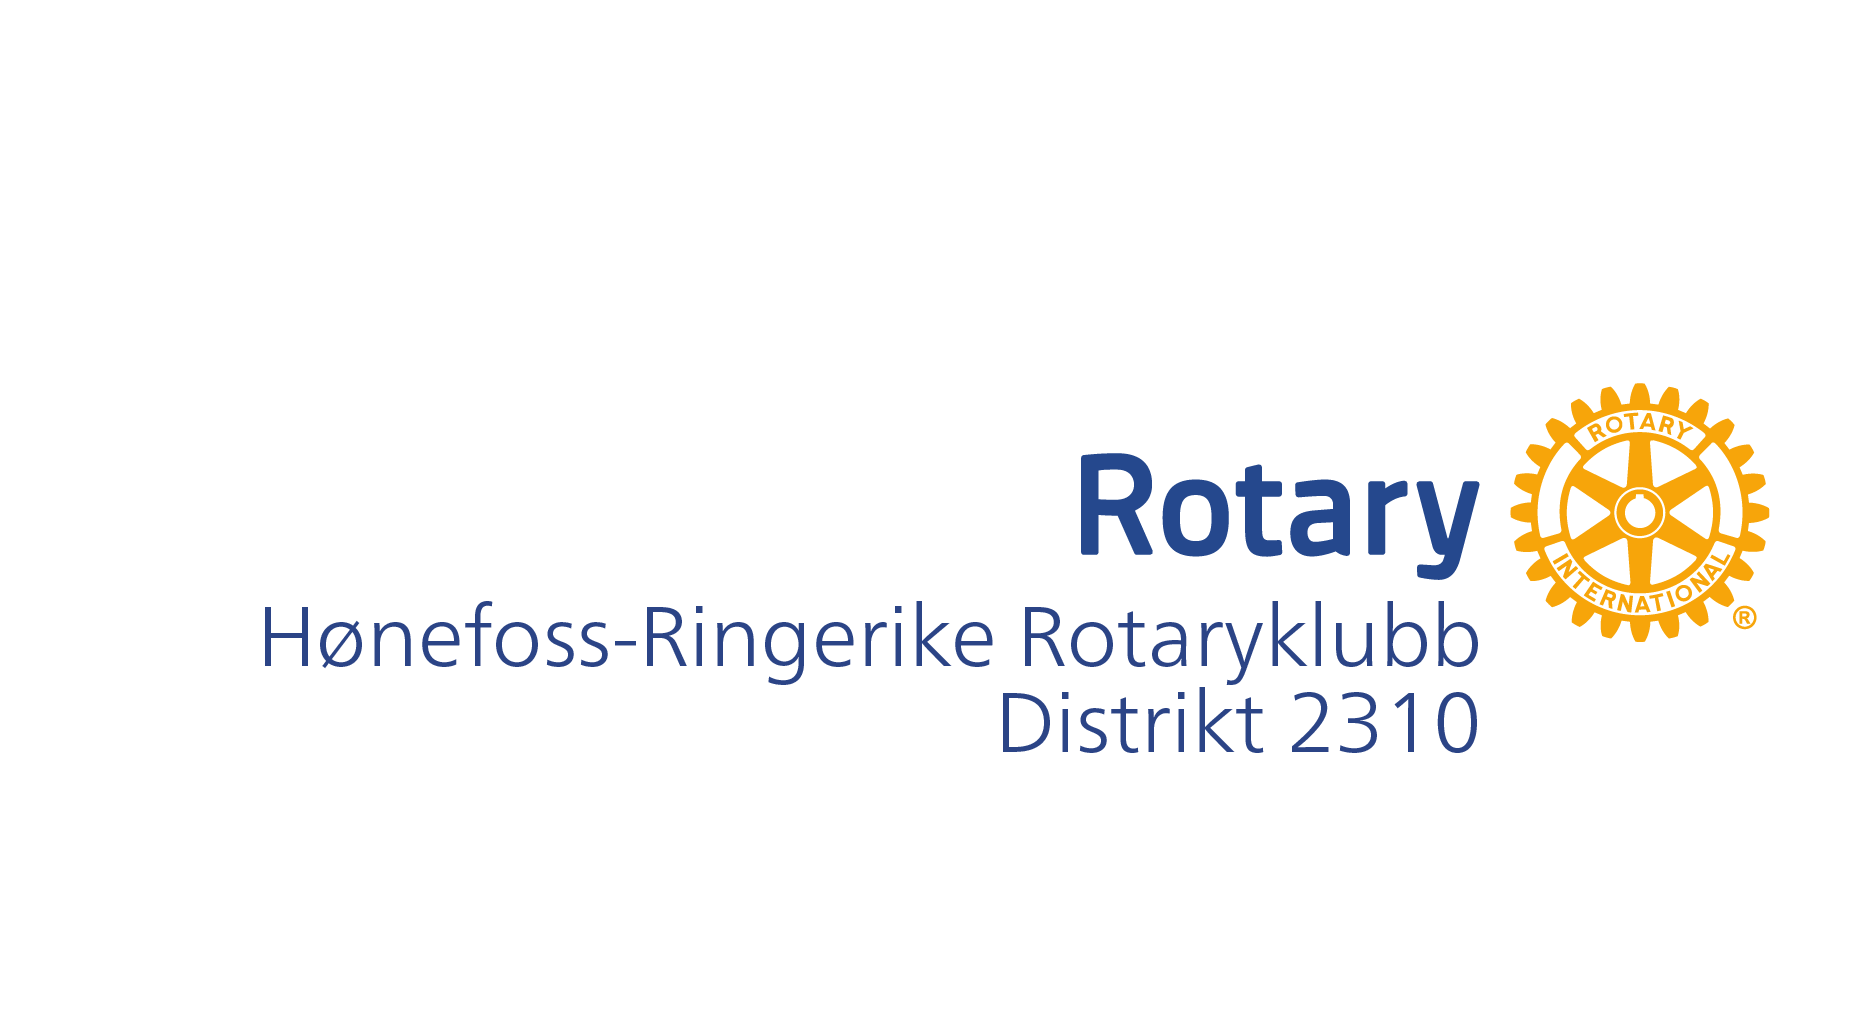 Rotary
ROTARY
INTERNATIONAL
®
Hønefoss-Ringerike Rotaryklubb
Distrikt 2310